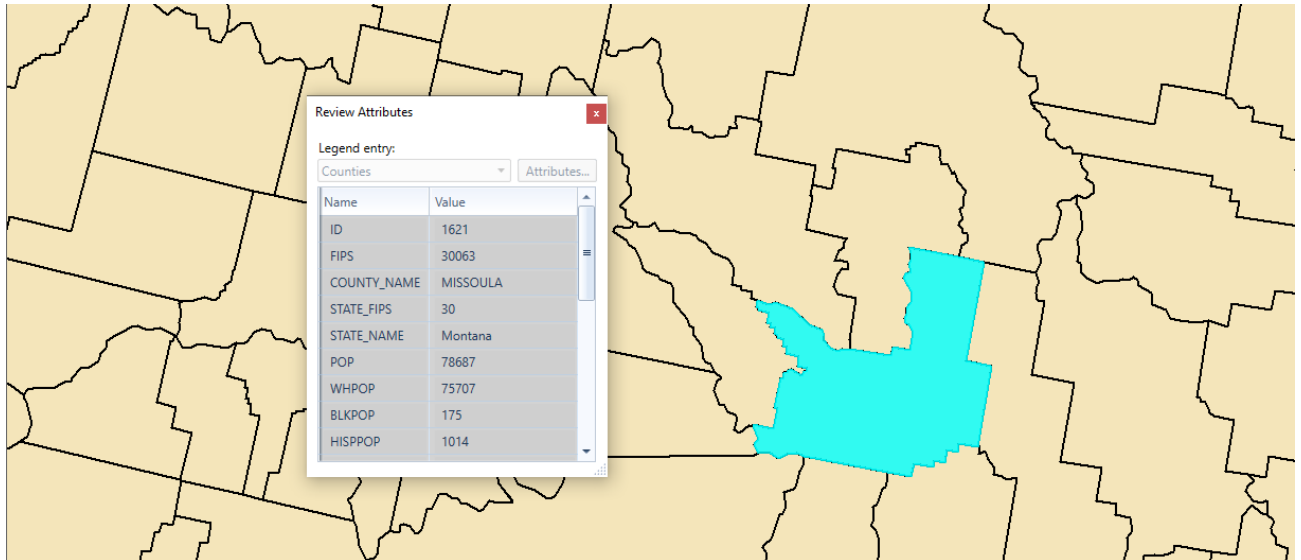 Review Attributes
x
Legend entry:
Counties Attributes...
Name Value
ID 1621
FIPS 30063
COUNTY_NAME MISSOULA
STATE_FIPS 30
STATE_NAME Montana
POP 78687
WHPOP 75707
BLKPOP 175
HISPPOP 1014